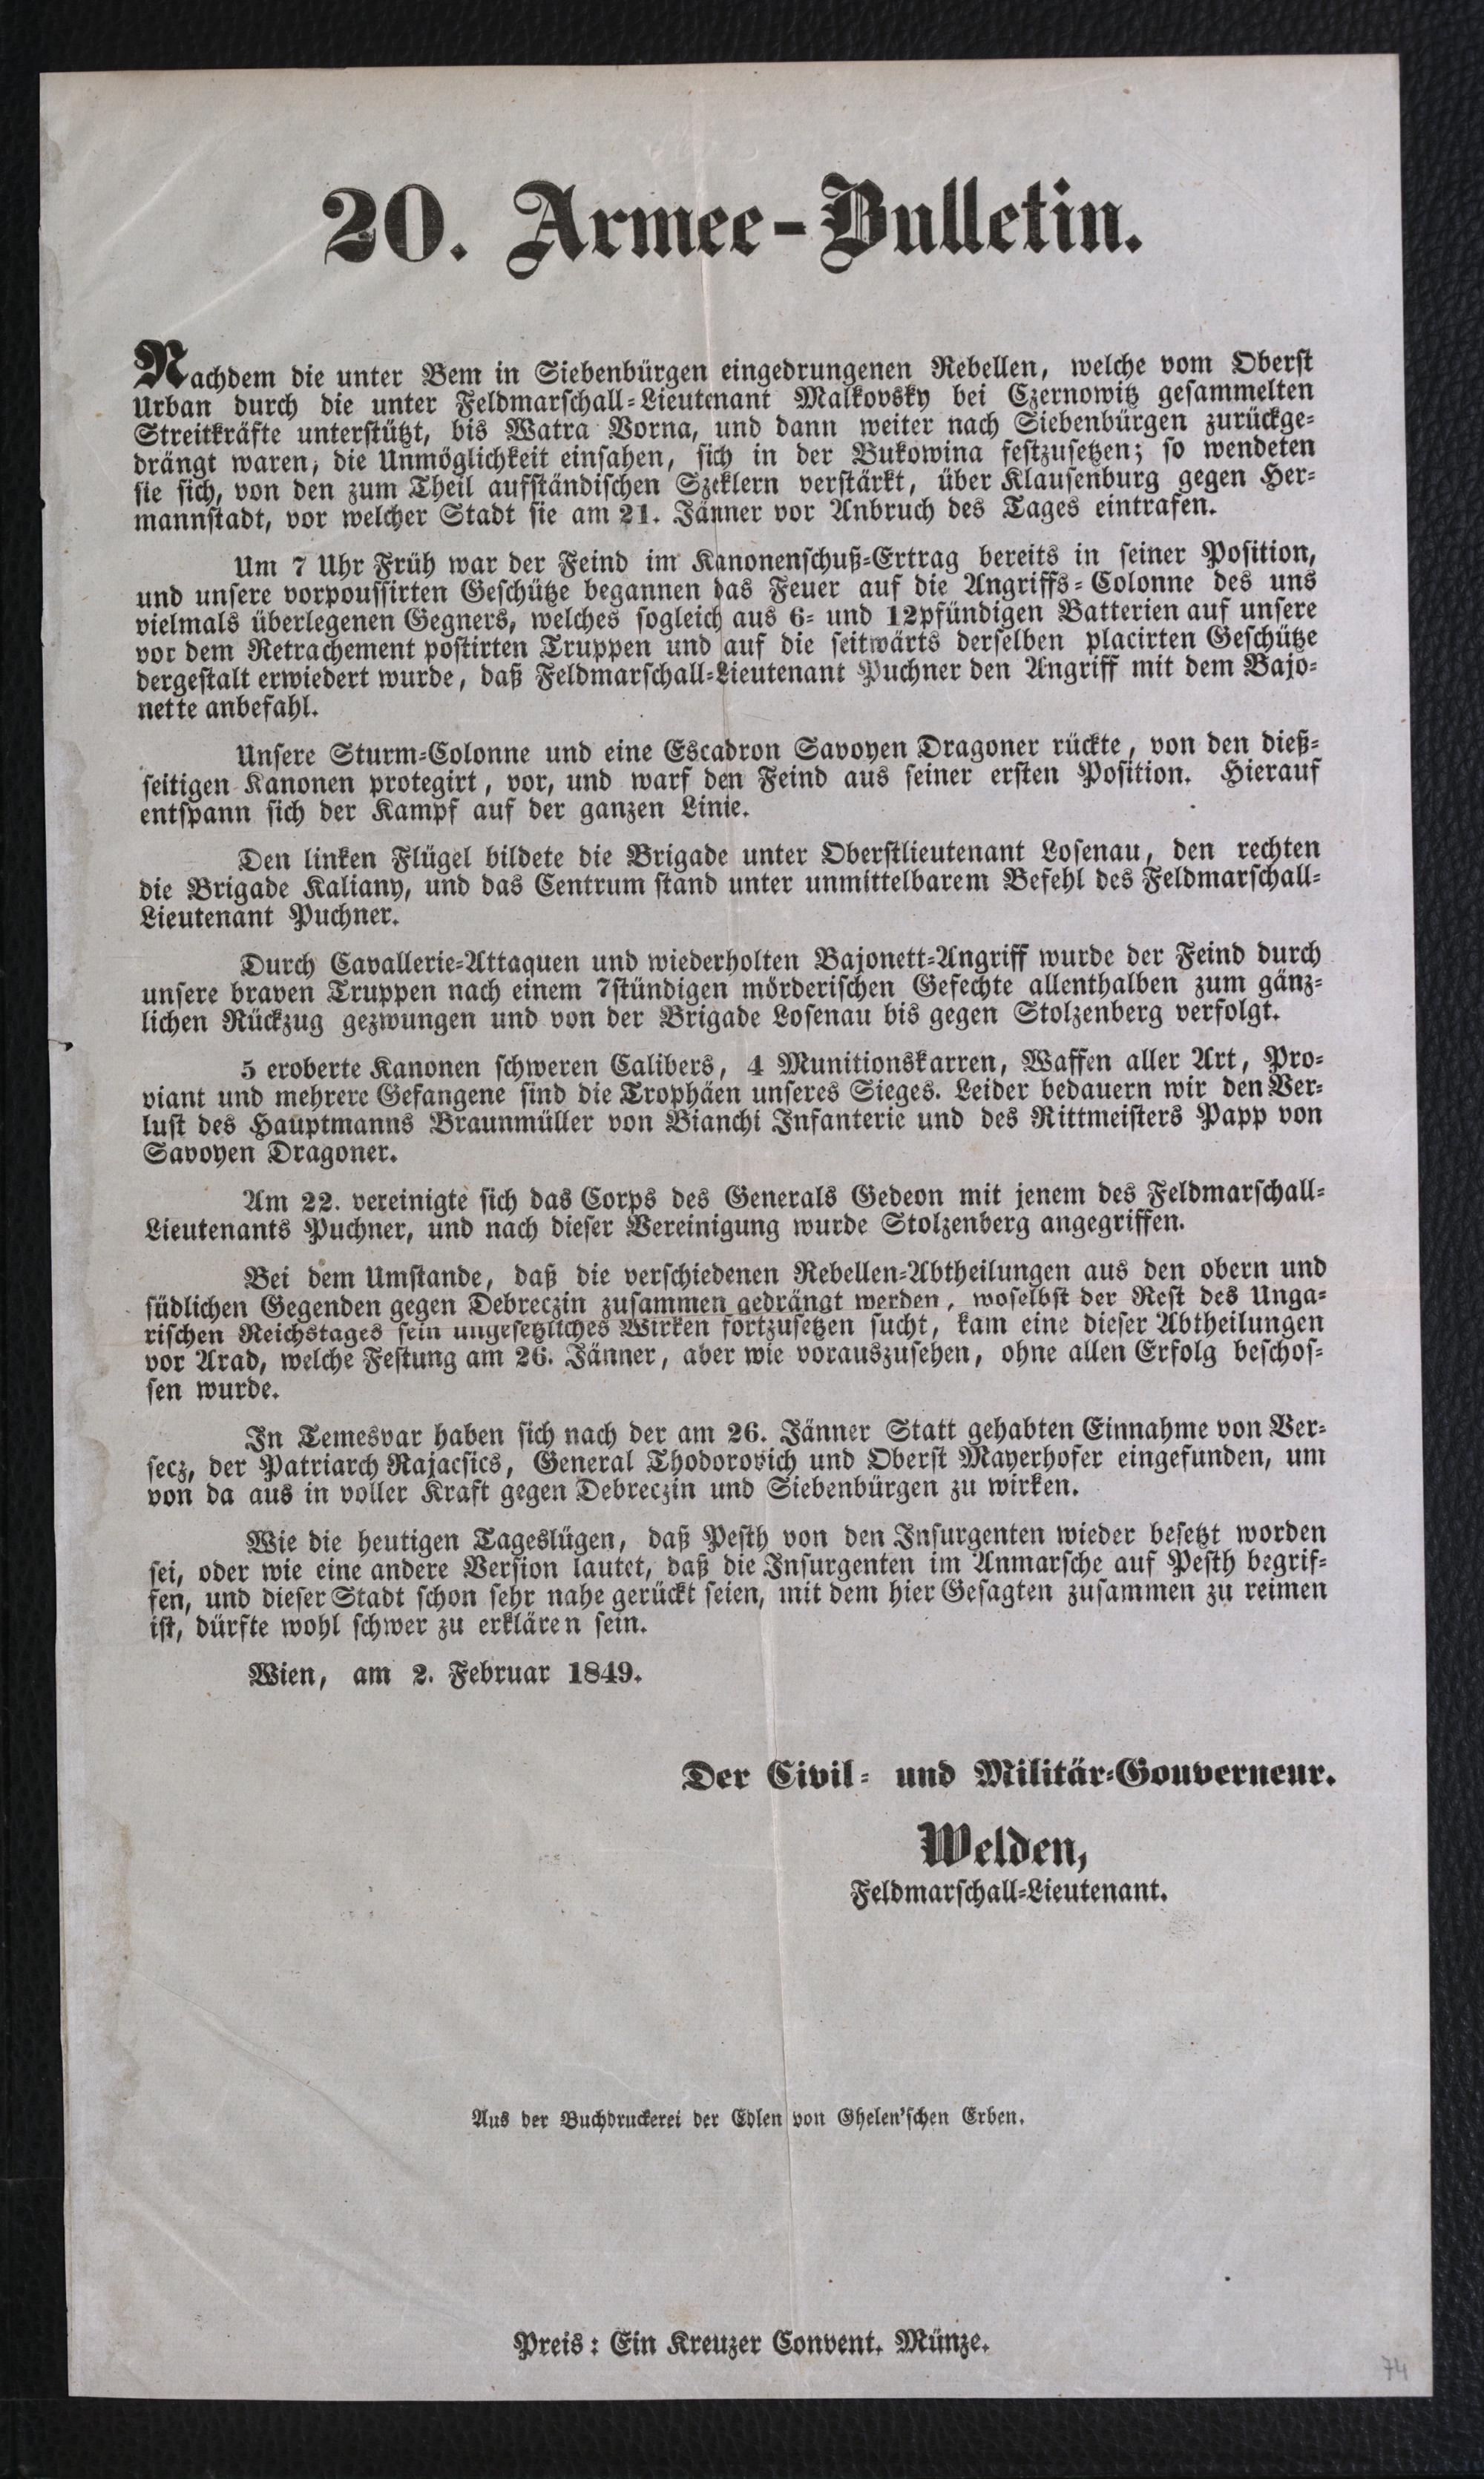 20. Armee-Bulletin.
Nachdem die unter Bem in Siebenbürgen eingedrungenen Rebellen, welche vom Oberst
Urban durch die unter Feldmarschall-Lieutenant Malkovsky bei Czernowitz gesammelten
Streitkräfte unterstützt, bis Watra Vorna, und dann weiter nach Siebenbürgen zurückge-
drängt waren, die Unmöglichkeit einsahen, sich in der Bukowina festzusetzen; so wendeten
sie sich, von den zum Theil aufständischen Szeklern verstärkt, über Klausenburg gegen Her-
mannstadt, vor welcher Stadt sie am 21. Jänner vor Anbruch des Tages eintrafen.
Um 7 Uhr Früh war der Feind im Kanonenschuß-Ertrag bereits in seiner Position,
und unsere vorpoussirten Geschütze begannen das Feuer auf die Angriffs-Colonne des uns
vielmals überlegenen Gegners, welches sogleich aus 6- und 12pfündigen Batterien auf unsere
vor dem Retrachement postirten Truppen und auf die seitwärts derselben placirten Geschütze
dergestalt erwiedert wurde, daß Feldmarschall-Lieutenant Puchner den Angriff mit dem Bajo-
nette anbefahl.
Unsere Sturm-Colonne und eine Escadron Savoyen Dragoner rückte, von den dieß-
seitigen Kanonen protegirt, vor, und warf den Feind aus seiner ersten Position. Hierauf
entspann sich der Kampf auf der ganzen Linie.
Den linken Flügel bildete die Brigade unter Oberstlieutenant Losenau, den rechten
die Brigade Kaliany, und das Centrum stand unter unmittelbarem Befehl des Feldmarschall-
Lieutenant Puchner.
Durch Cavallerie-Attaquen und wiederholten Bajonett-Angriff wurde der Feind durch
unsere braven Truppen nach einem 7stündigen mörderischen Gefechte allenthalben zum gänz-
lichen Rückzug gezwungen und von der Brigade Losenau bis gegen Stolzenberg verfolgt.
5 eroberte Kanonen schweren Calibers, 4 Munitionskarren, Waffen aller Art, Pro-
viant und mehrere Gefangene sind die Trophäen unseres Sieges. Leider bedauern wir den Ver-
lust des Hauptmanns Braunmüller von Bianchi Infanterie und des Rittmeisters Papp von
Savoyen Dragoner.
Am 22. vereinigte sich das Corps des Generals Gedeon mit jenem des Feldmarschall-
Lieutenants Puchner, und nach dieser Vereinigung wurde Stolzenberg angegriffen.
Bei dem Umstande, daß die verschiedenen Rebellen-Abtheilungen aus den obern und
südlichen Gegenden gegen Debreczin zusammen gedrängt werden, woselbst der Rest des Unga-
rischen Reichstages sein ungesetzliches Wirken fortzusetzen sucht, kam eine dieser Abtheilungen
vor Arad, welche Festung am 26. Jänner, aber wie vorauszusehen, ohne allen Erfolg beschos-
sen wurde.
In Temesvar haben sich nach der am 26. Jänner Statt gehabten Einnahme von Ver-
secz, der Patriarch Rajacsics, General Thodorovich und Oberst Mayerhofer eingefunden, um
von da aus in voller Kraft gegen Debreczin und Siebenbürgen zu wirken.
Wie die heutigen Tageslügen, daß Pesth von den Insurgenten wieder besetzt worden
sei, oder wie eine andere Version lautet, daß die Insurgenten im Anmarsche auf Pesth begrif-
fen, und dieser Stadt schon sehr nahe gerückt seien, mit dem hier Gesagten zusammen zu reimen
ist, dürfte wohl schwer zu erklären sein.
Wien, am 2. Februar 1849.
Der Civil- und Militär-Gouverneur.
Welden,
Feldmarschall-Lieutenant.
Aus der Buchdruckerei der Edlen von Ghelen'schen Erben.
Preis: Ein Kreuzer Convent. Münze.
74